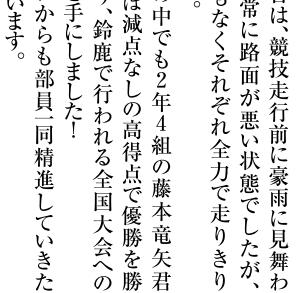 は、競技走行前に豪雨に見舞わ
常に路面が悪い状態でしたが、
もなくそれぞれ全力で走りきり
。
の中でも2年4組の藤本竜矢君
は減点なしの高得点で優勝を勝
、鈴鹿で行われる全国大会への
手にしました！
からも部員一同精進していきた
います。